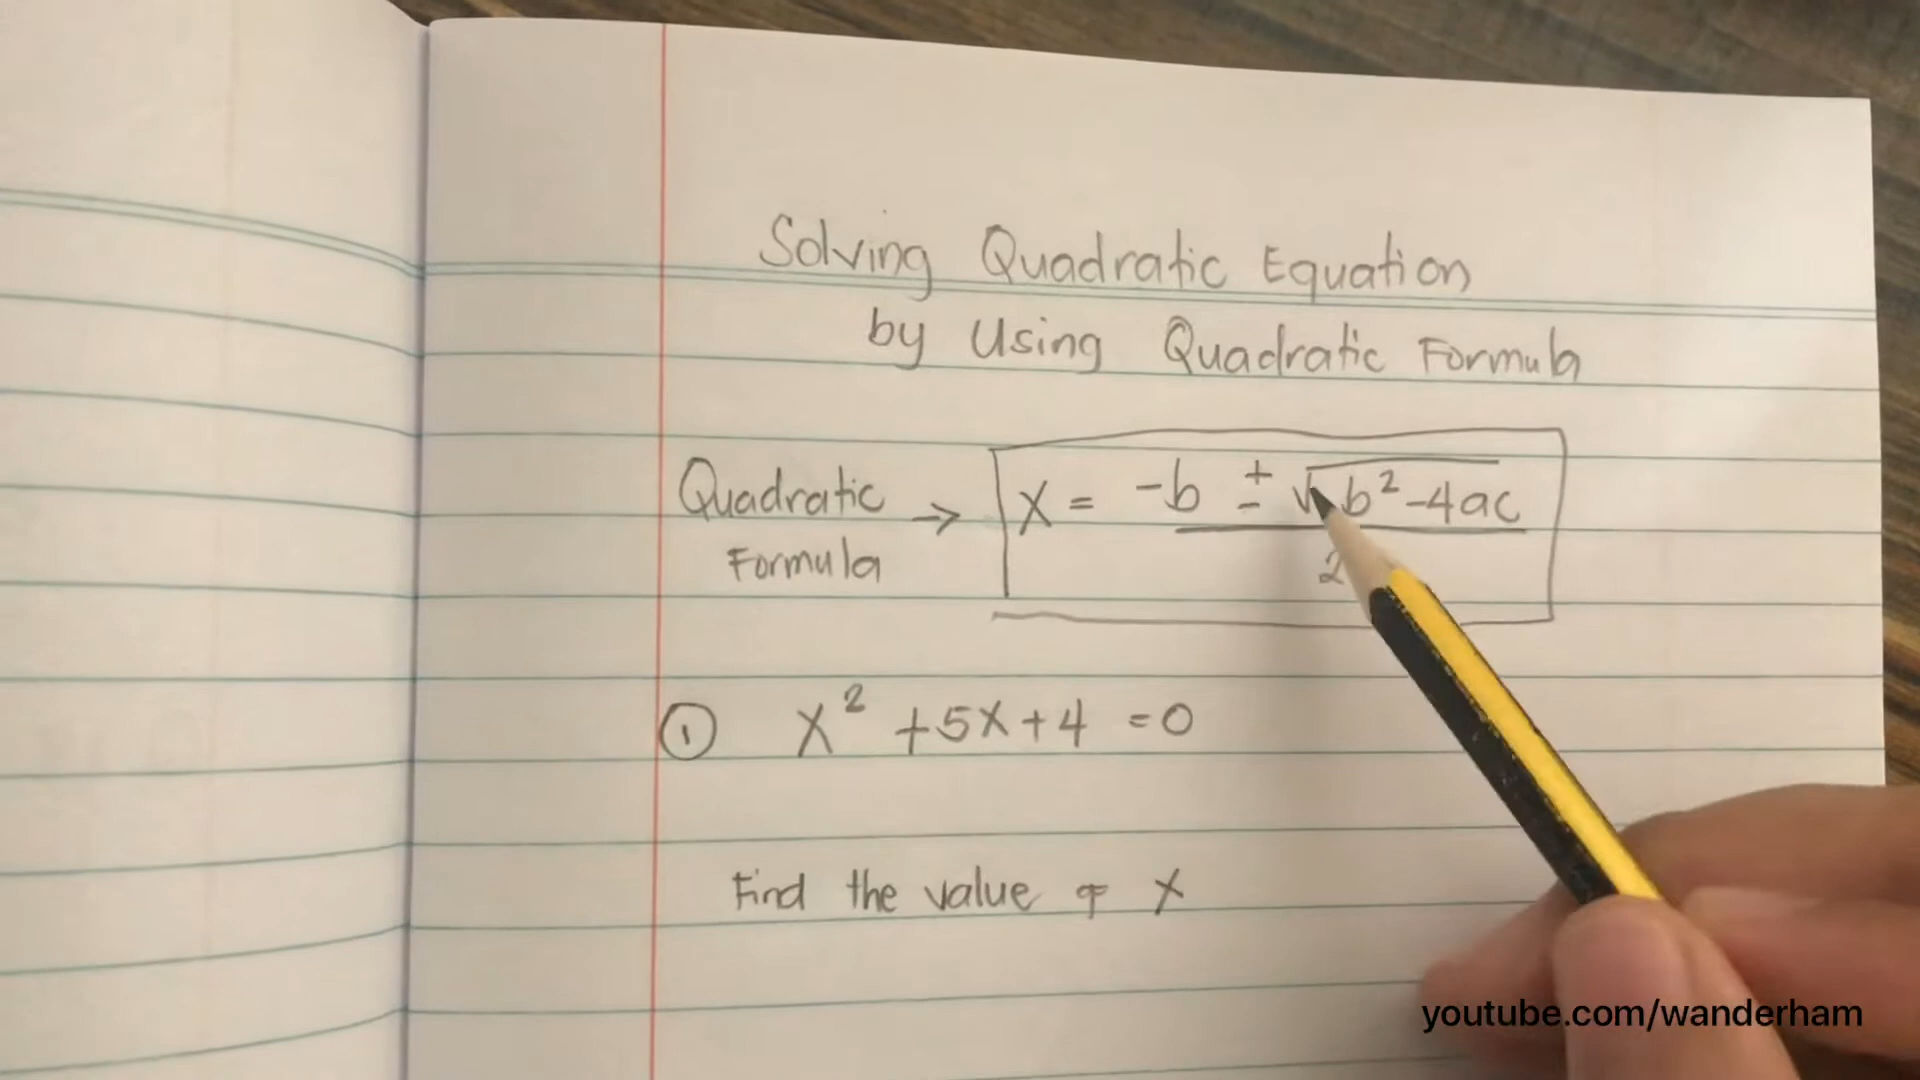 Solving Quadratic Equation
by Using Quadratic Formula
Quadratic Formula → x = -b ± √b²-4ac
2
① x² +5x+4 =0
Find the value of x
youtube.com/wanderham